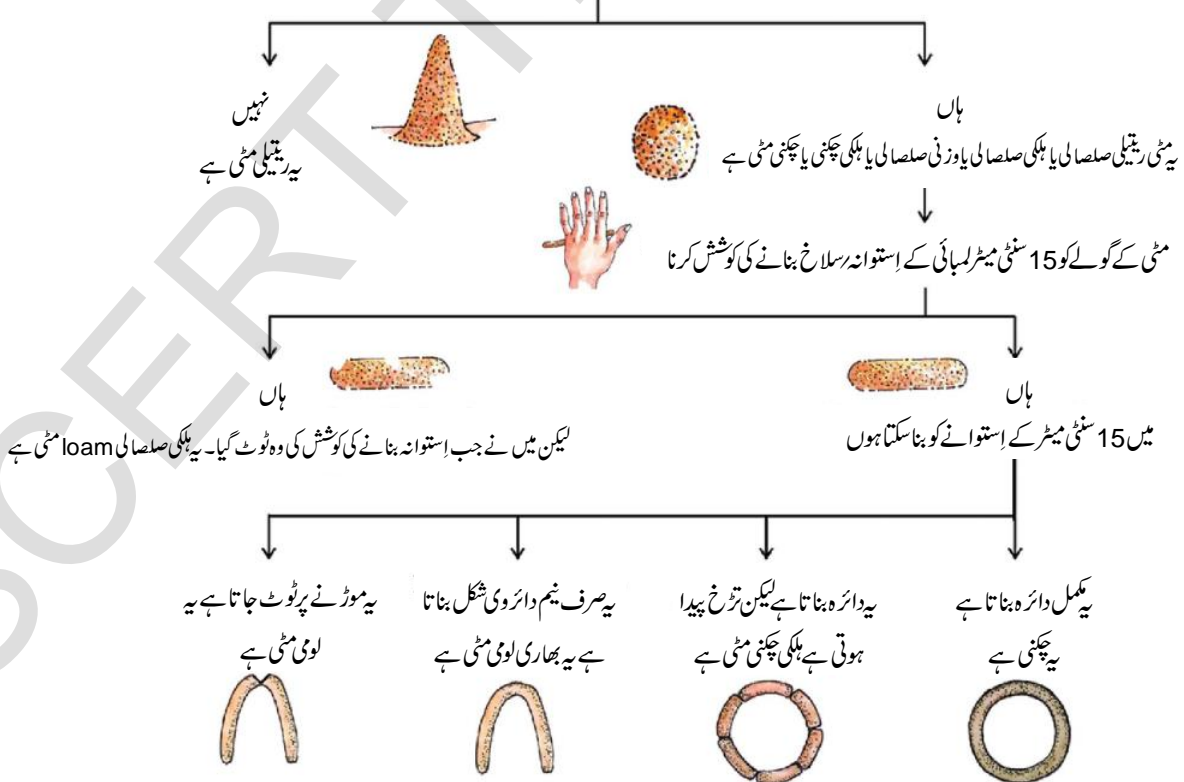 ہاں
یہ مٹی ریتیلی صلصالی یا ہلکی صلصالی یا وزنی صلصالی یا ہلکی چکنی یا چکنی مٹی ہے
نہیں
یہ ریتیلی مٹی ہے
مٹی کے گولے کو 15 سنٹی میٹر لمبائی کے اِستوانہ رسلاخ بنانے کی کوشش کرنا
ہاں
میں 15 سنٹی میٹر کے اِستوانے کو بنا سکتا ہوں
ہاں
لیکن میں نے جب اِستوانہ بنانے کی کوشش کی وہ ٹوٹ گیا۔ یہ ہلکی صلصالی loam مٹی ہے
یہ مکمل دائرہ بناتا ہے
یہ چکنی ہے
یہ دائرہ بناتا ہے لیکن تڑخ پیدا
ہوتی ہے ہلکی چکنی مٹی ہے
یہ صرف نیم دائروی شکل بناتا
ہے یہ بھاری لومی مٹی ہے
یہ موڑنے پر ٹوٹ جاتا ہے یہ
لومی مٹی ہے